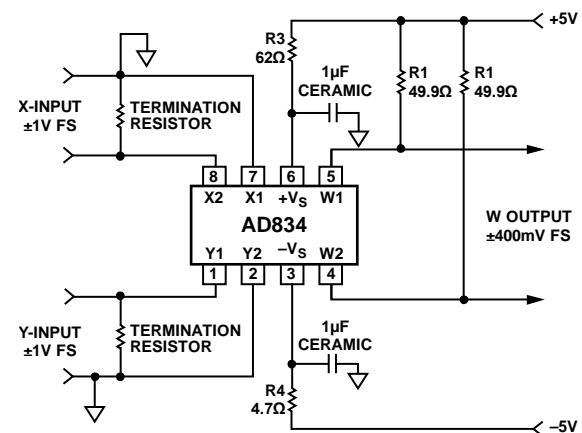 +5V
R3
62Ω
1µF
CERAMIC
R1
49.9Ω
R1
49.9Ω
X-INPUT
±1V FS
TERMINATION
RESISTOR
8 7 6 5
X2 X1 +VS W1
AD834
Y1 Y2 –VS W2
1 2 3 4
W OUTPUT
±400mV FS
Y-INPUT
±1V FS
TERMINATION
RESISTOR
1µF
CERAMIC
R4
4.7Ω
–5V